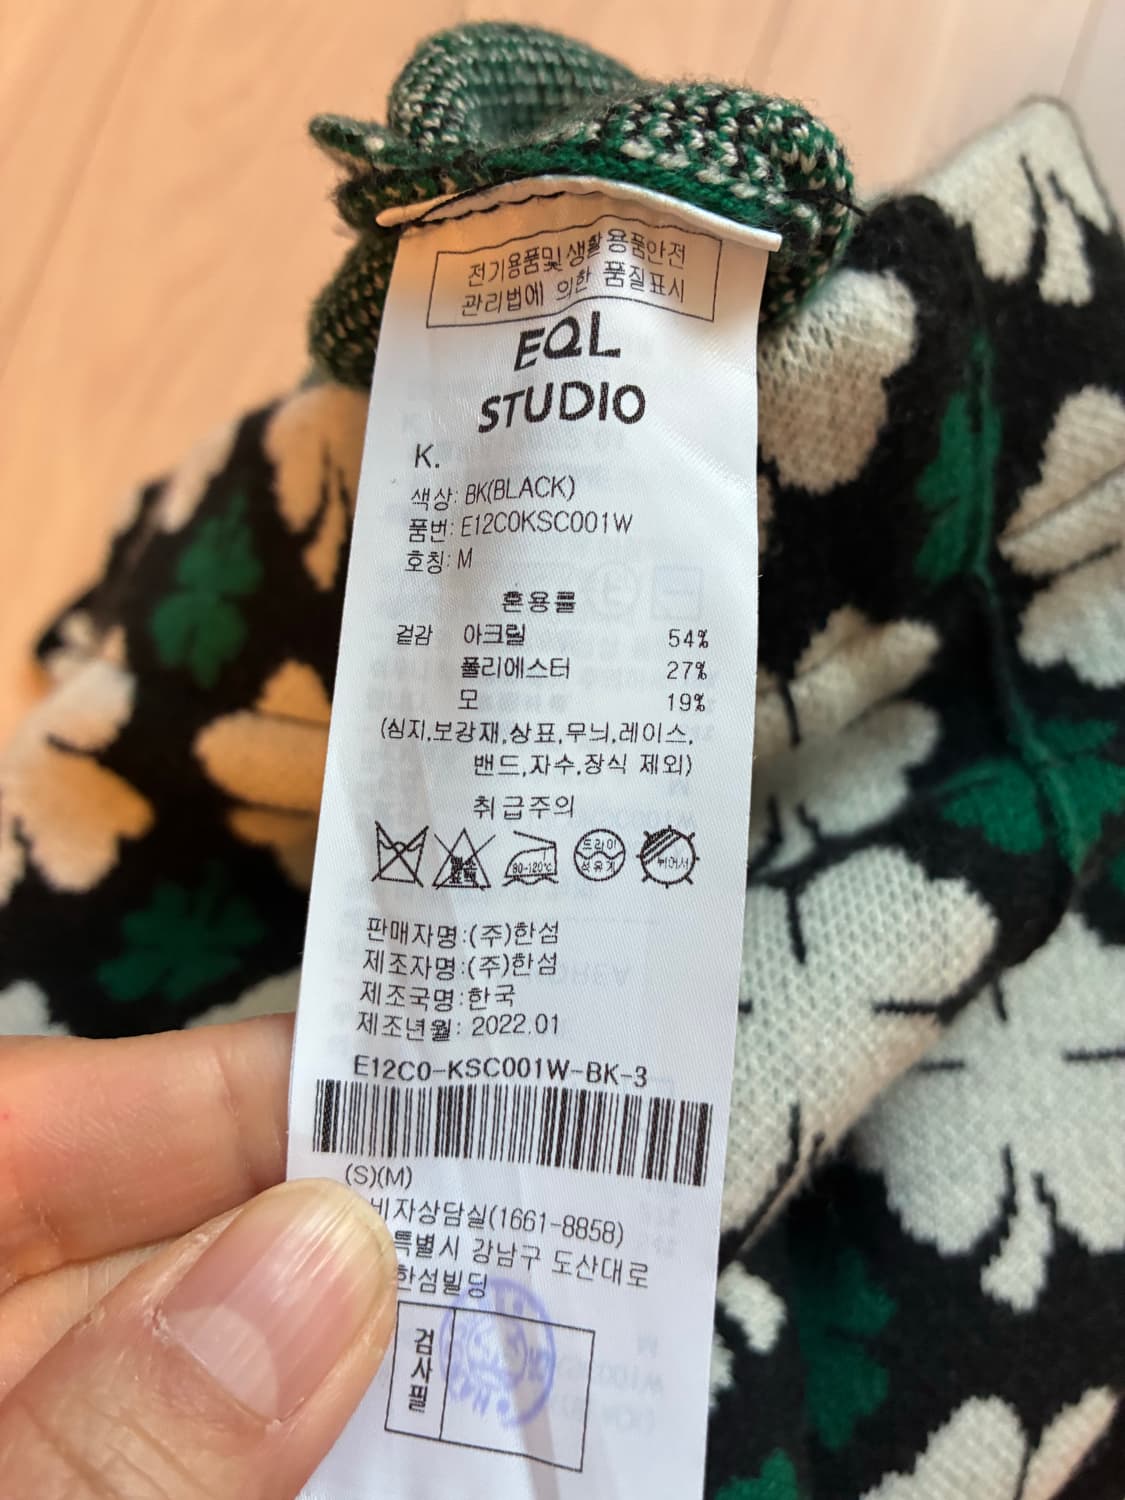 전기용품및생활용품안전
관리법에 의한 품질표시
EQL
STUDIO
K.
색상: BK(BLACK)
품번: E12C0KSC001W
호칭: M
혼용률
겉감 아크릴 54%
폴리에스터 27%
모 19%
(심지,보강재,상표,무늬,레이스,
밴드,자수,장식 제외)
취급주의
염소
표백
80-120℃
드라이
석유계
뉘어서
판매자명:(주)한섬
제조자명:(주)한섬
제조국명:한국
제조년월: 2022.01
E12C0-KSC001W-BK-3
(S)(M)
비자상담실(1661-8858)
특별시 강남구 도산대로
한섬빌딩
검사필